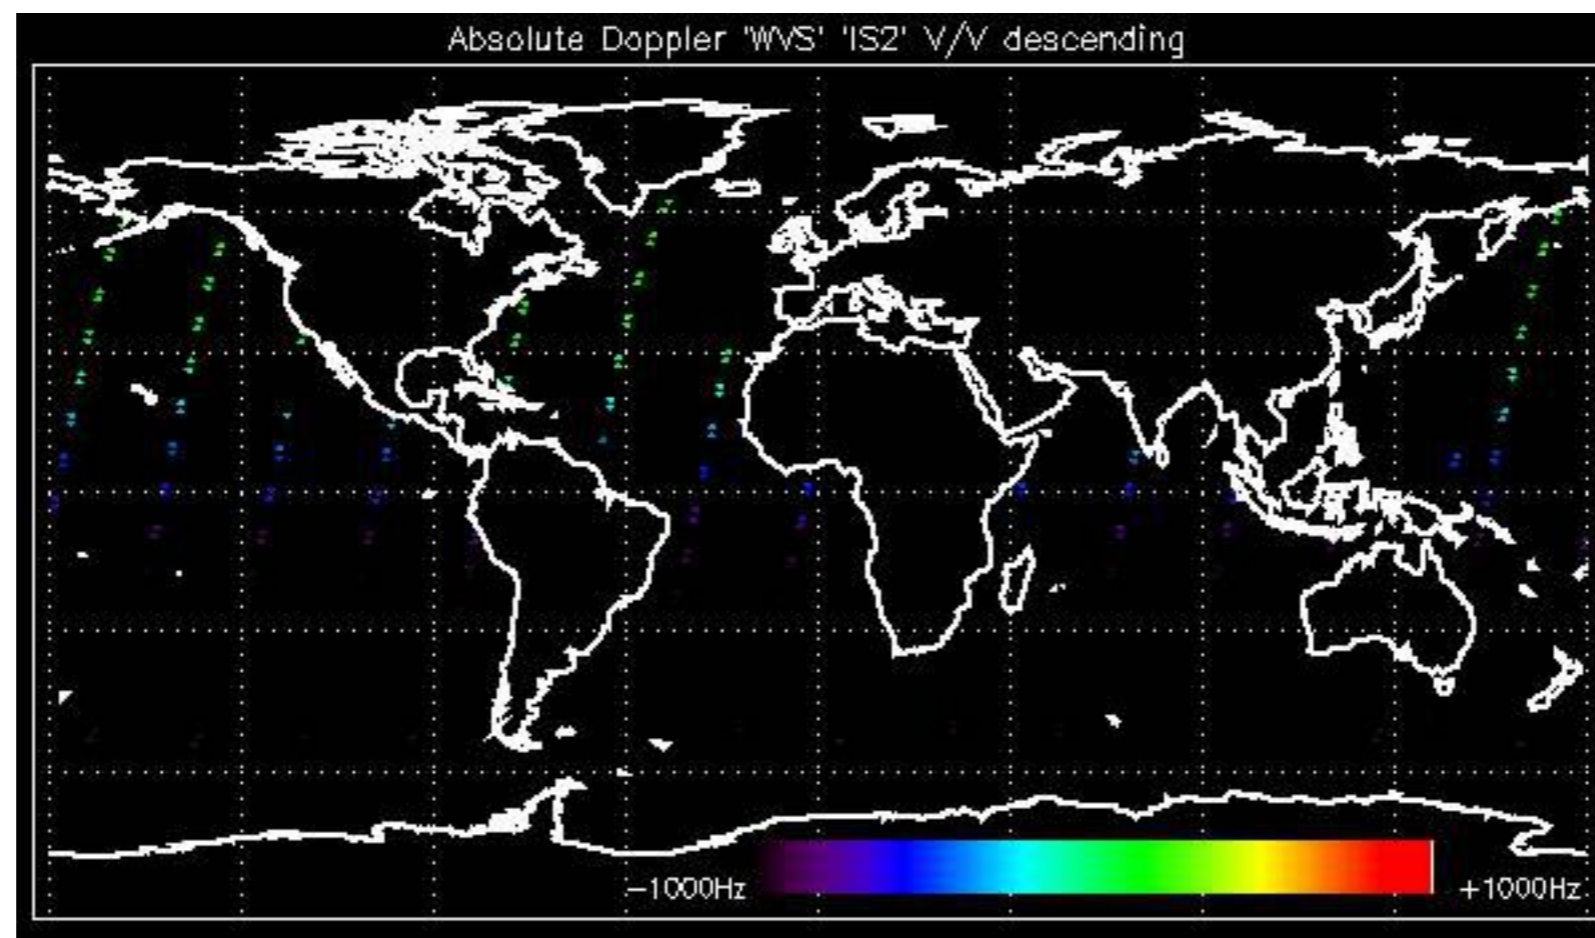 Absolute Doppler 'WVS' 'IS2' V/V descending
−1000Hz
+1000Hz